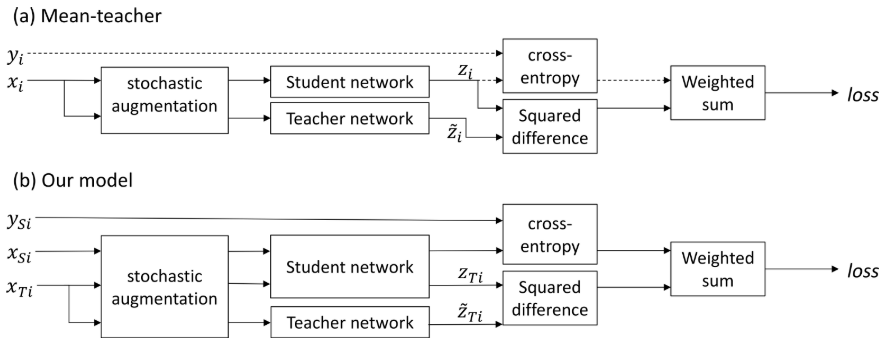 (a) Mean-teacher
y_i
x_i
stochastic
augmentation
Student network
Teacher network
z_i
z̃_i
cross-
entropy
Squared
difference
Weighted
sum
loss
(b) Our model
y_{Si}
x_{Si}
x_{Ti}
stochastic
augmentation
Student network
Teacher network
z_{Ti}
z̃_{Ti}
cross-
entropy
Squared
difference
Weighted
sum
loss